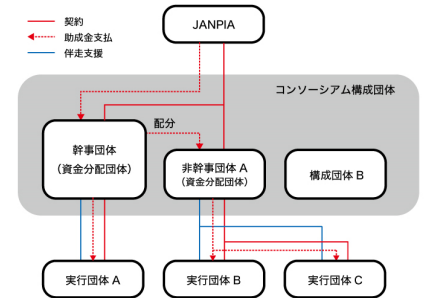 契約
助成金支払
伴走支援
JANPIA
コンソーシアム構成団体
配分
幹事団体
（資金分配団体）
非幹事団体 A
（資金分配団体）
構成団体 B
実行団体 A
実行団体 B
実行団体 C